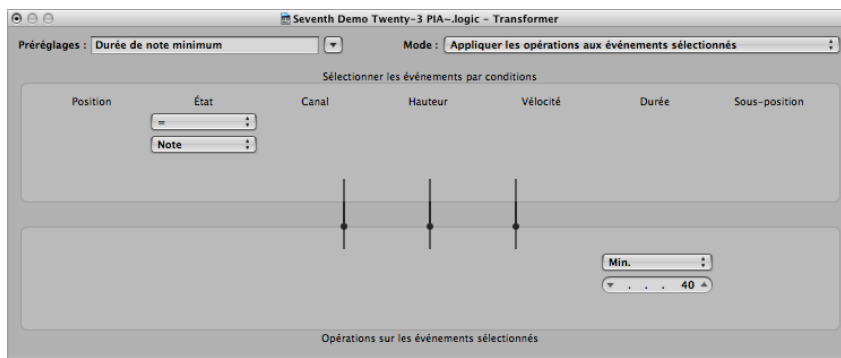 Seventh Demo Twenty-3 PIA~.logic – Transformer
Préréglages : Durée de note minimum Mode : Appliquer les opérations aux événements sélectionnés
Sélectionner les événements par conditions
Position État Canal Hauteur Vélocité Durée Sous-position
=
Note
Min.
. . . 40
Opérations sur les événements sélectionnés